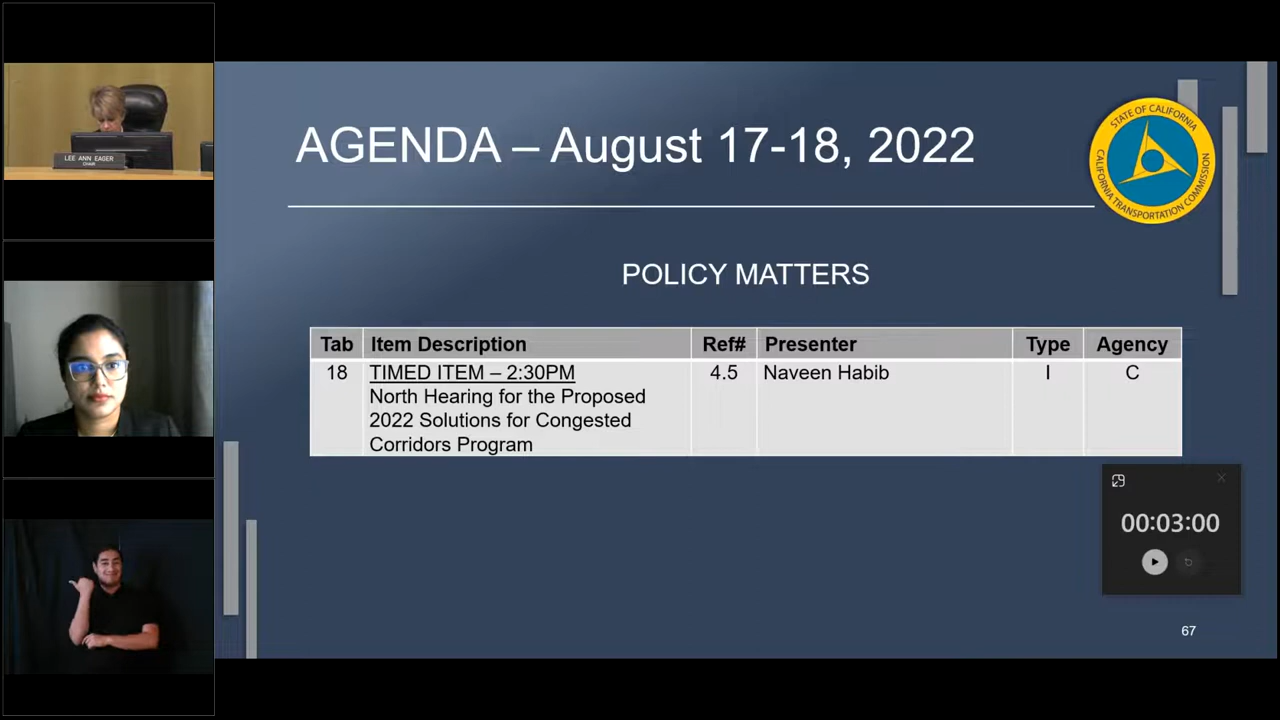 LEE ANN EAGER
CHAIR
AGENDA – August 17-18, 2022
STATE OF CALIFORNIA
CALIFORNIA TRANSPORTATION COMMISSION
POLICY MATTERS
Tab Item Description Ref# Presenter Type Agency
18 TIMED ITEM – 2:30PM 4.5 Naveen Habib I C
North Hearing for the Proposed
2022 Solutions for Congested
Corridors Program
00:03:00
67